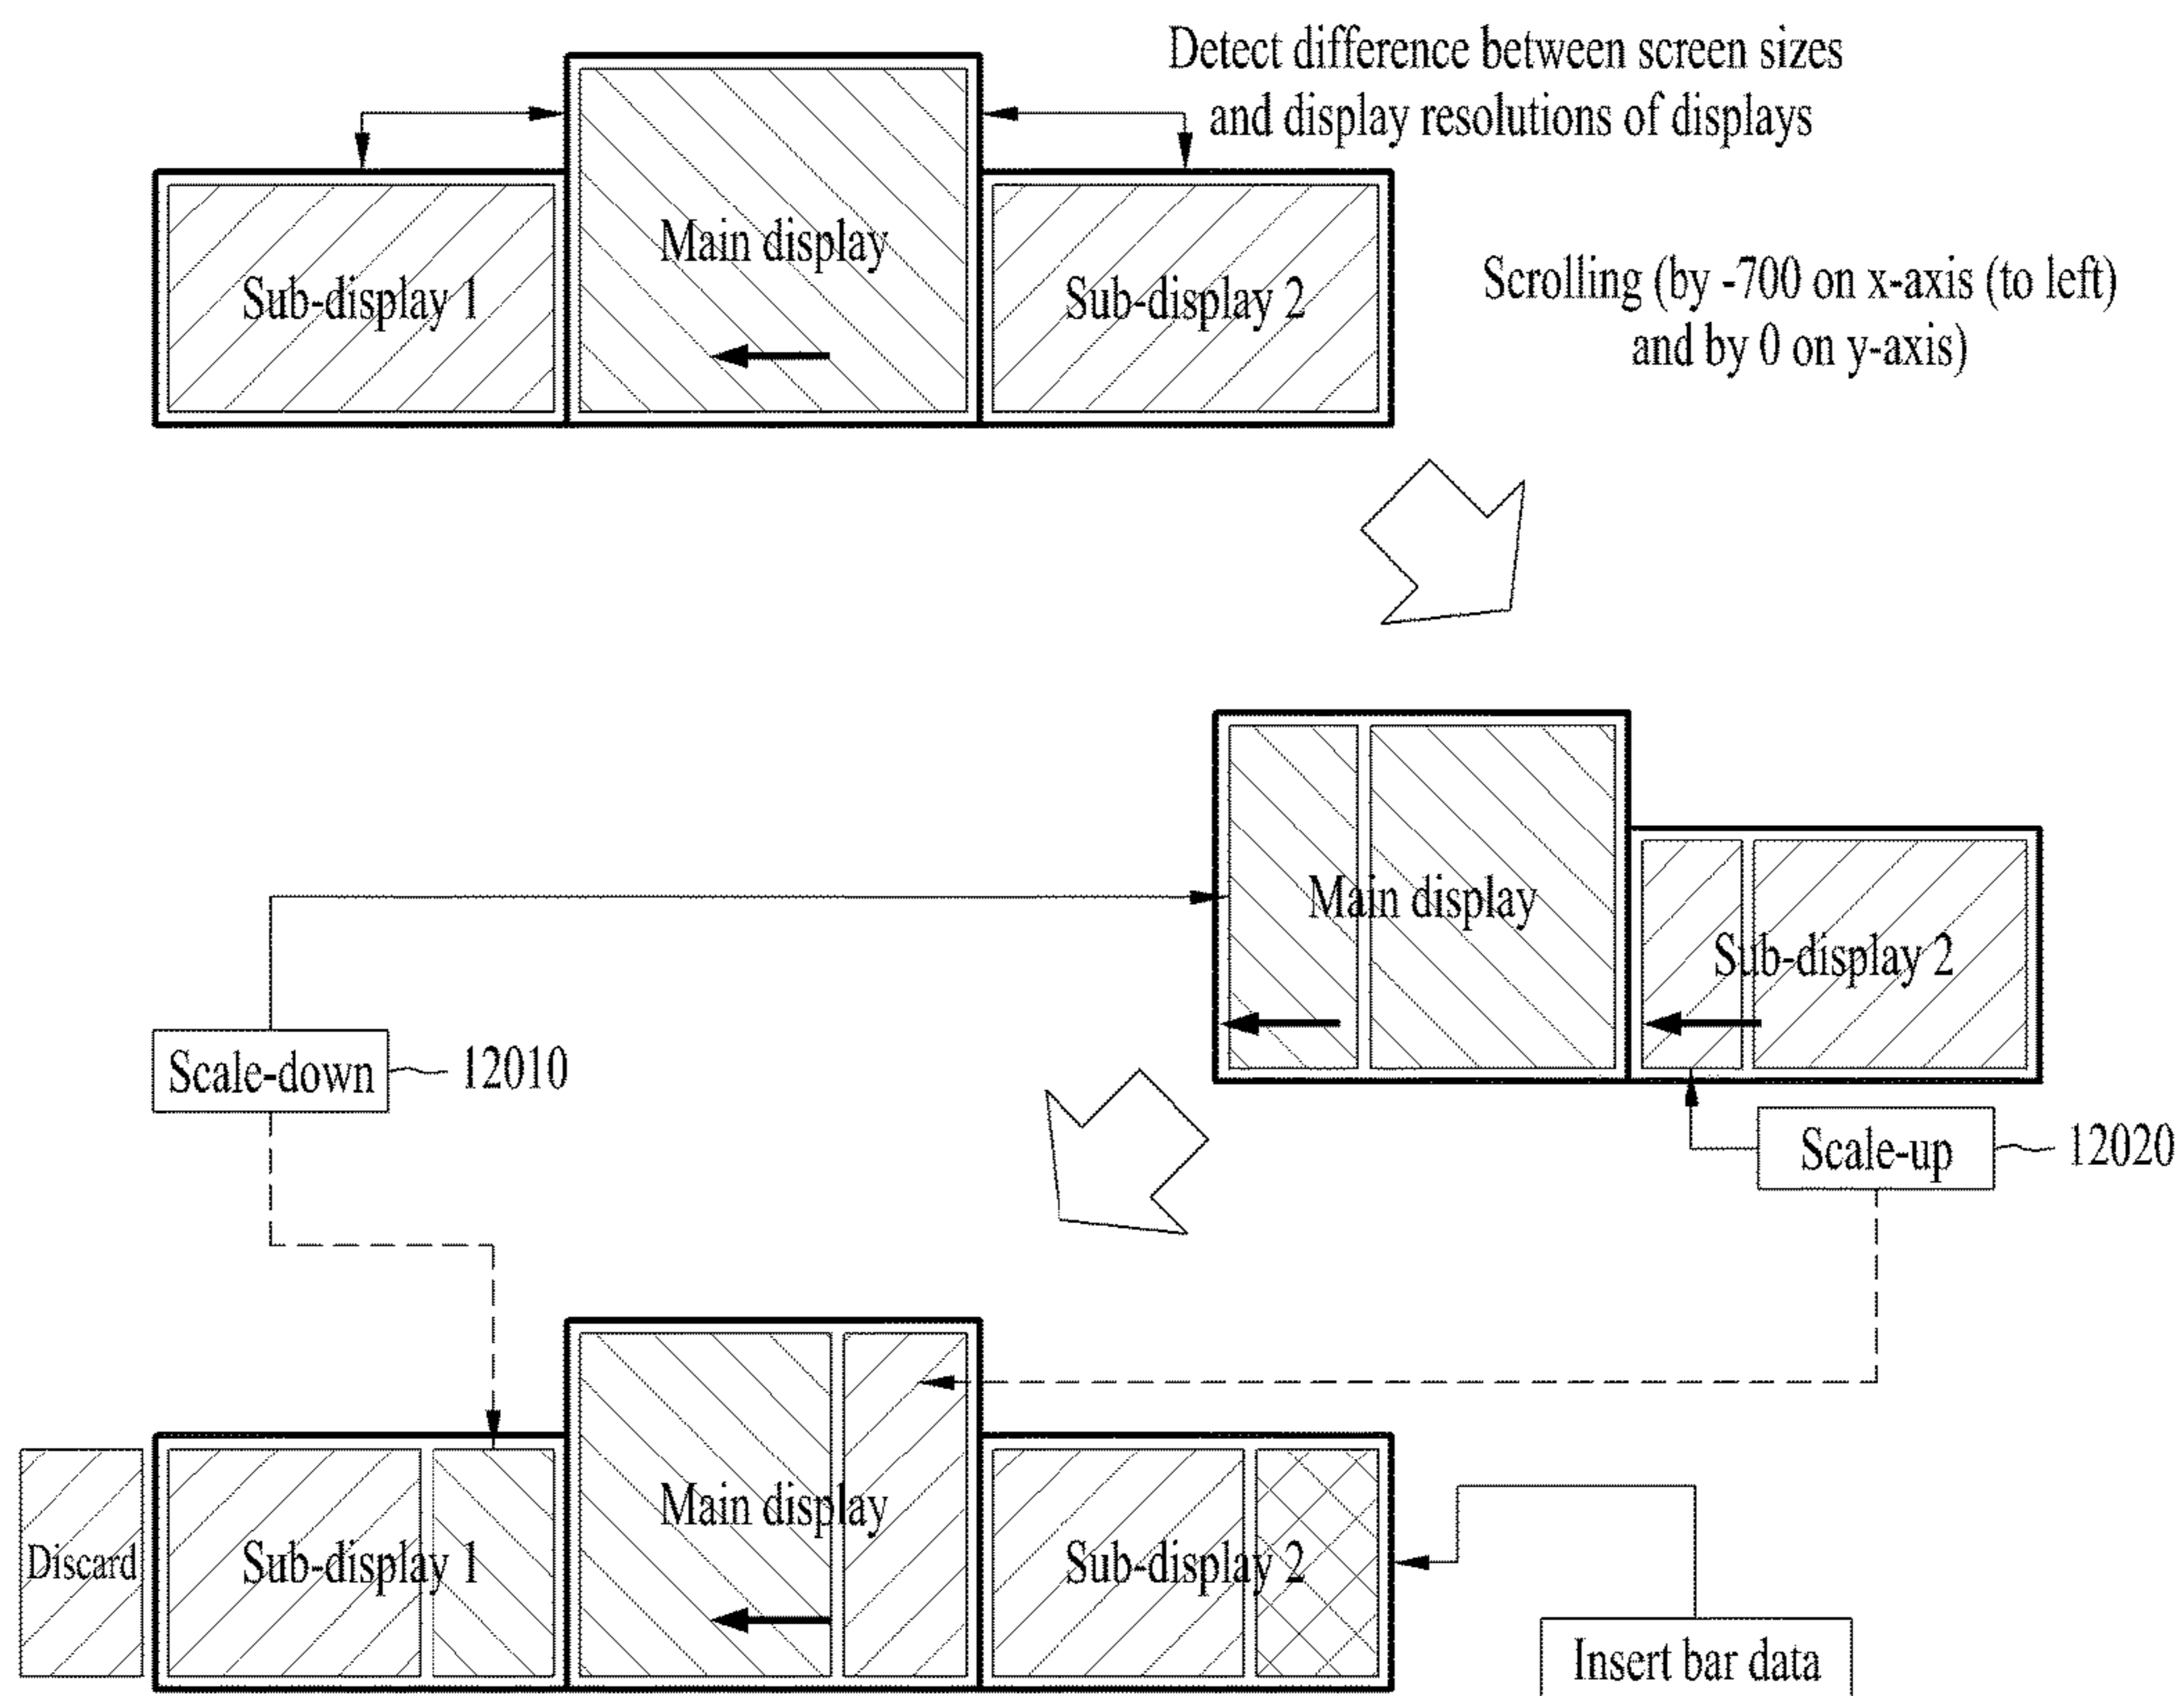 Detect difference between screen sizes
and display resolutions of displays
Main display
Sub-display 1
Sub-display 2
Scrolling (by -700 on x-axis (to left)
and by 0 on y-axis)
Main display
Sub-display 2
Scale-down
12010
Scale-up
12020
Main display
Discard
Sub-display 1
Sub-display 2
Insert bar data